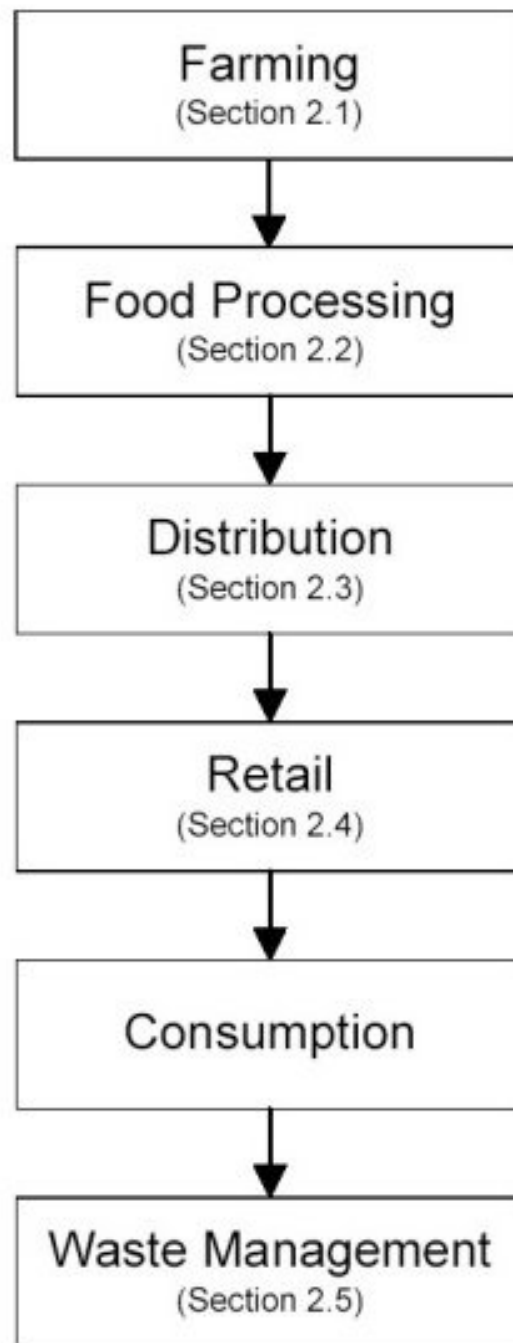 Farming
(Section 2.1)
Food Processing
(Section 2.2)
Distribution
(Section 2.3)
Retail
(Section 2.4)
Consumption
Waste Management
(Section 2.5)